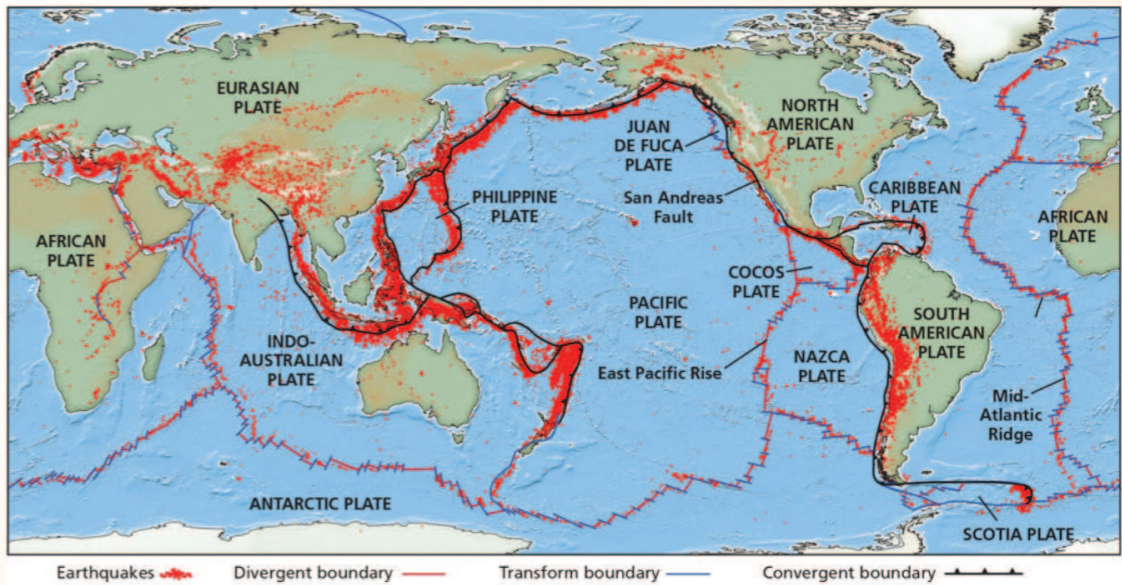 EURASIAN
PLATE
NORTH
AMERICAN
PLATE
JUAN
DE FUCA
PLATE
San Andreas
Fault
CARIBBEAN
PLATE
PHILIPPINE
PLATE
AFRICAN
PLATE
AFRICAN
PLATE
COCOS
PLATE
PACIFIC
PLATE
SOUTH
AMERICAN
PLATE
INDO-
AUSTRALIAN
PLATE
East Pacific Rise
NAZCA
PLATE
Mid-
Atlantic
Ridge
ANTARCTIC PLATE
SCOTIA PLATE
Earthquakes
Divergent boundary
Transform boundary
Convergent boundary